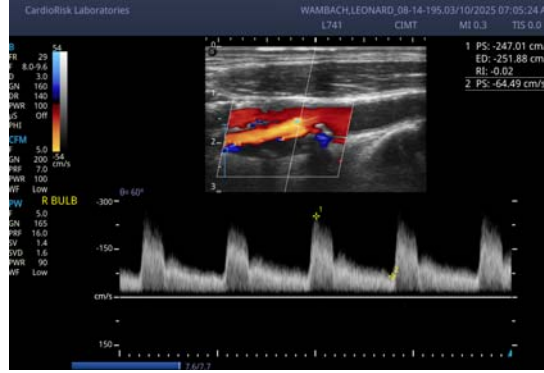 CardioRisk Laboratories
WAMBACH,LEONARD_08-14-195.03/10/2025 07:05:24 A
L741 CIMT MI 0.3 TIS 0.0
1 PS: -247.01 cm/
ED: -251.88 cm/
RI: -0.02
2 PS: -64.49 cm/s
B
FR 29
F 8.0-9.6
D 3.0
GN 160
DR 140
PWR 100
µS Off
PHI
54
-54
cm/s
CFM
F 5.0
GN 200
PRF 7.0
PWR 100
WF Low
PW
F 5.0
GN 165
PRF 16.0
SV 1.4
SVD 1.6
PWR 90
WF Low
R BULB
θ= 60°
0
1
2
3
-300
-150
cm/s
150
1
2
7.6/7.7